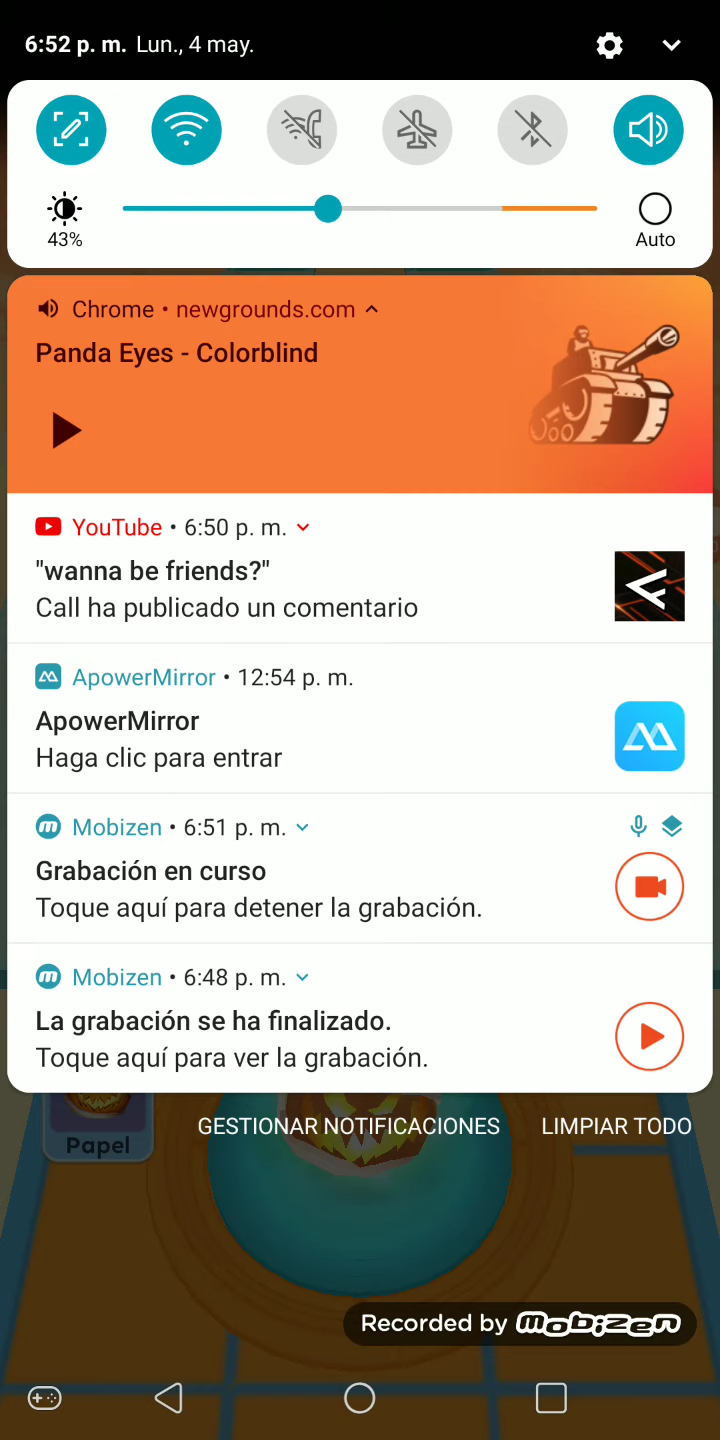 6:52 p. m. Lun., 4 may.
43%
Auto
Chrome • newgrounds.com
Panda Eyes - Colorblind
YouTube • 6:50 p. m.
"wanna be friends?"
Call ha publicado un comentario
ApowerMirror • 12:54 p. m.
ApowerMirror
Haga clic para entrar
Mobizen • 6:51 p. m.
Grabación en curso
Toque aquí para detener la grabación.
Mobizen • 6:48 p. m.
La grabación se ha finalizado.
Toque aquí para ver la grabación.
GESTIONAR NOTIFICACIONES LIMPIAR TODO
Papel
Recorded by mobizen